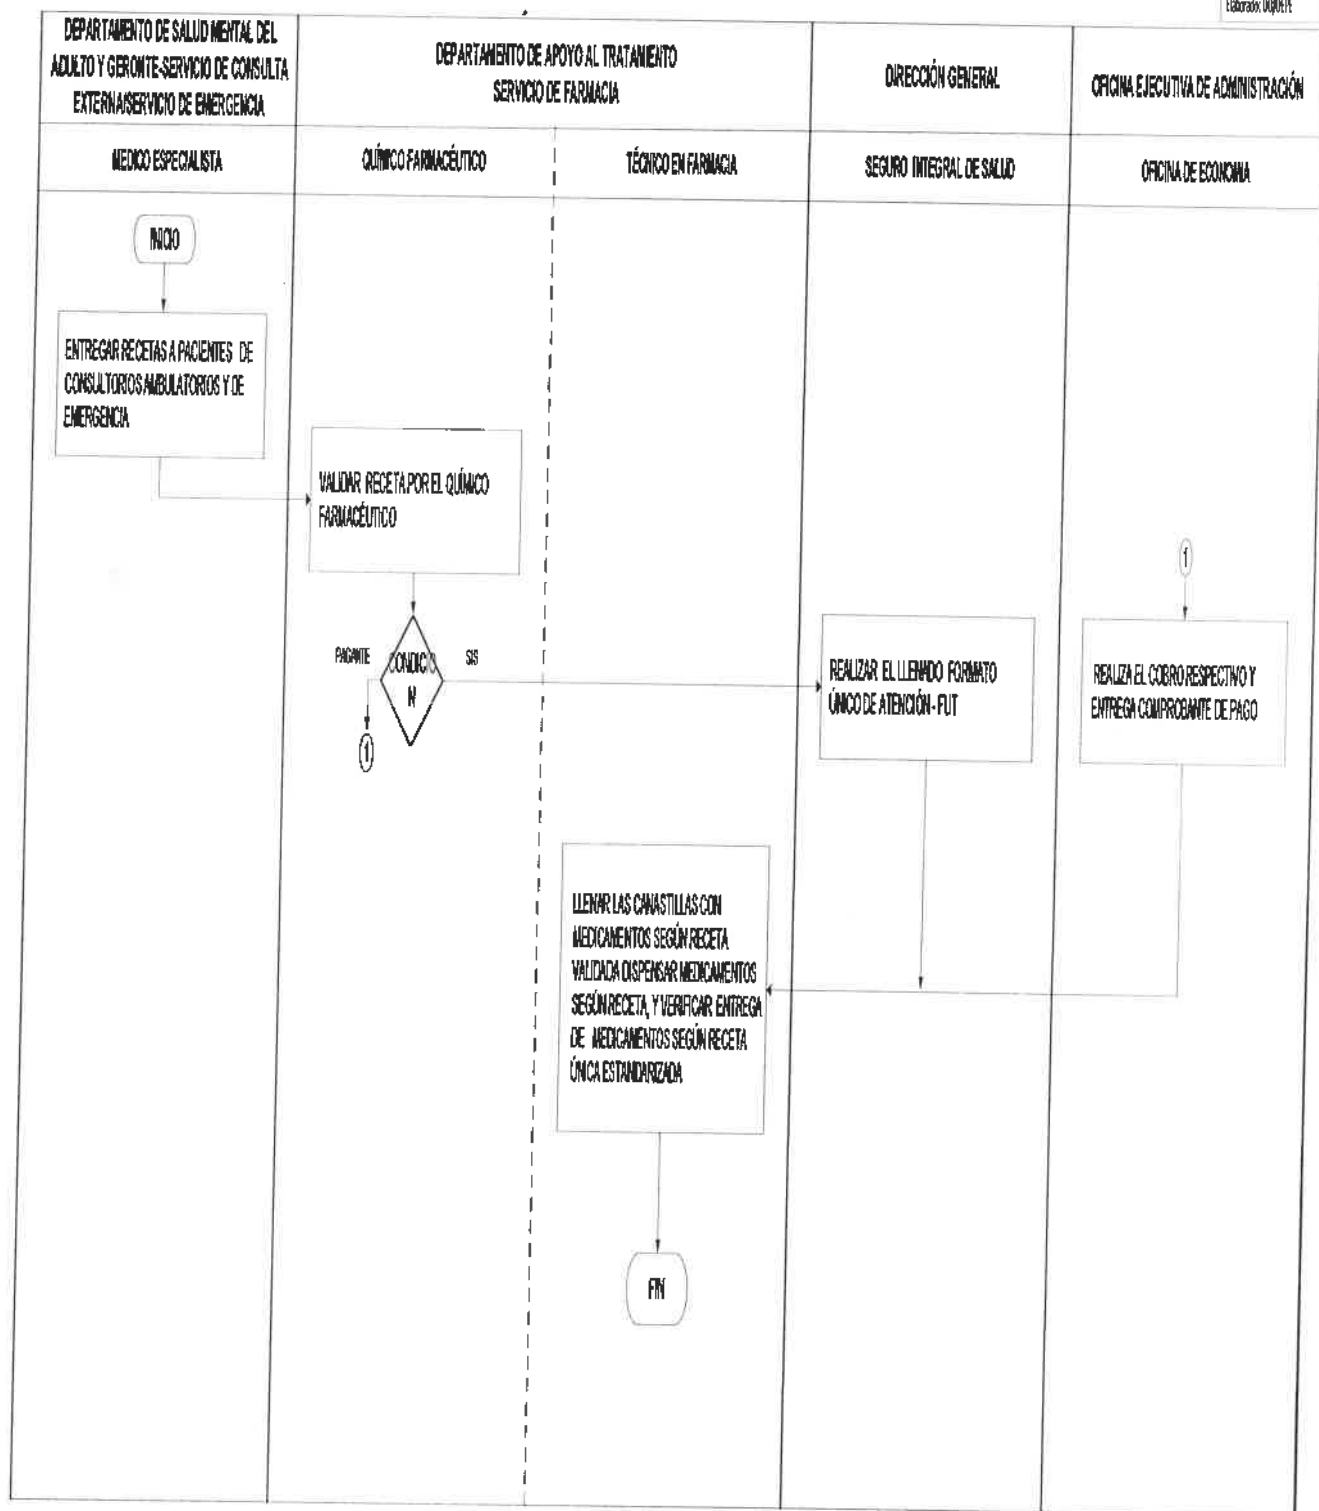 Elaborado: UO/OEPE
DEPARTAMENTO DE SALUD MENTAL DEL
ADULTO Y GERONTE-SERVICIO DE CONSULTA
EXTERNA/SERVICIO DE EMERGENCIA
DEPARTAMENTO DE APOYO AL TRATAMIENTO
SERVICIO DE FARMACIA
DIRECCIÓN GENERAL
OFICINA EJECUTIVA DE ADMINISTRACIÓN
MEDICO ESPECIALISTA
QUÍMICO FARMACÉUTICO
TÉCNICO EN FARMACIA
SEGURO INTEGRAL DE SALUD
OFICINA DE ECONOMIA
INICIO
ENTREGAR RECETAS A PACIENTES DE
CONSULTORIOS AMBULATORIOS Y DE
EMERGENCIA
VALIDAR RECETA POR EL QUÍMICO
FARMACÉUTICO
1
PAGANTE
CONDICIO
N
SIS
1
REALIZAR EL LLENADO FORMATO
ÚNICO DE ATENCIÓN - FUT
REALIZA EL COBRO RESPECTIVO Y
ENTREGA COMPROBANTE DE PAGO
LLENAR LAS CANASTILLAS CON
MEDICAMENTOS SEGÚN RECETA
VALIDADA DISPENSAR MEDICAMENTOS
SEGÚN RECETA, Y VERIFICAR ENTREGA
DE MEDICAMENTOS SEGÚN RECETA
ÚNICA ESTANDARIZADA
FIN